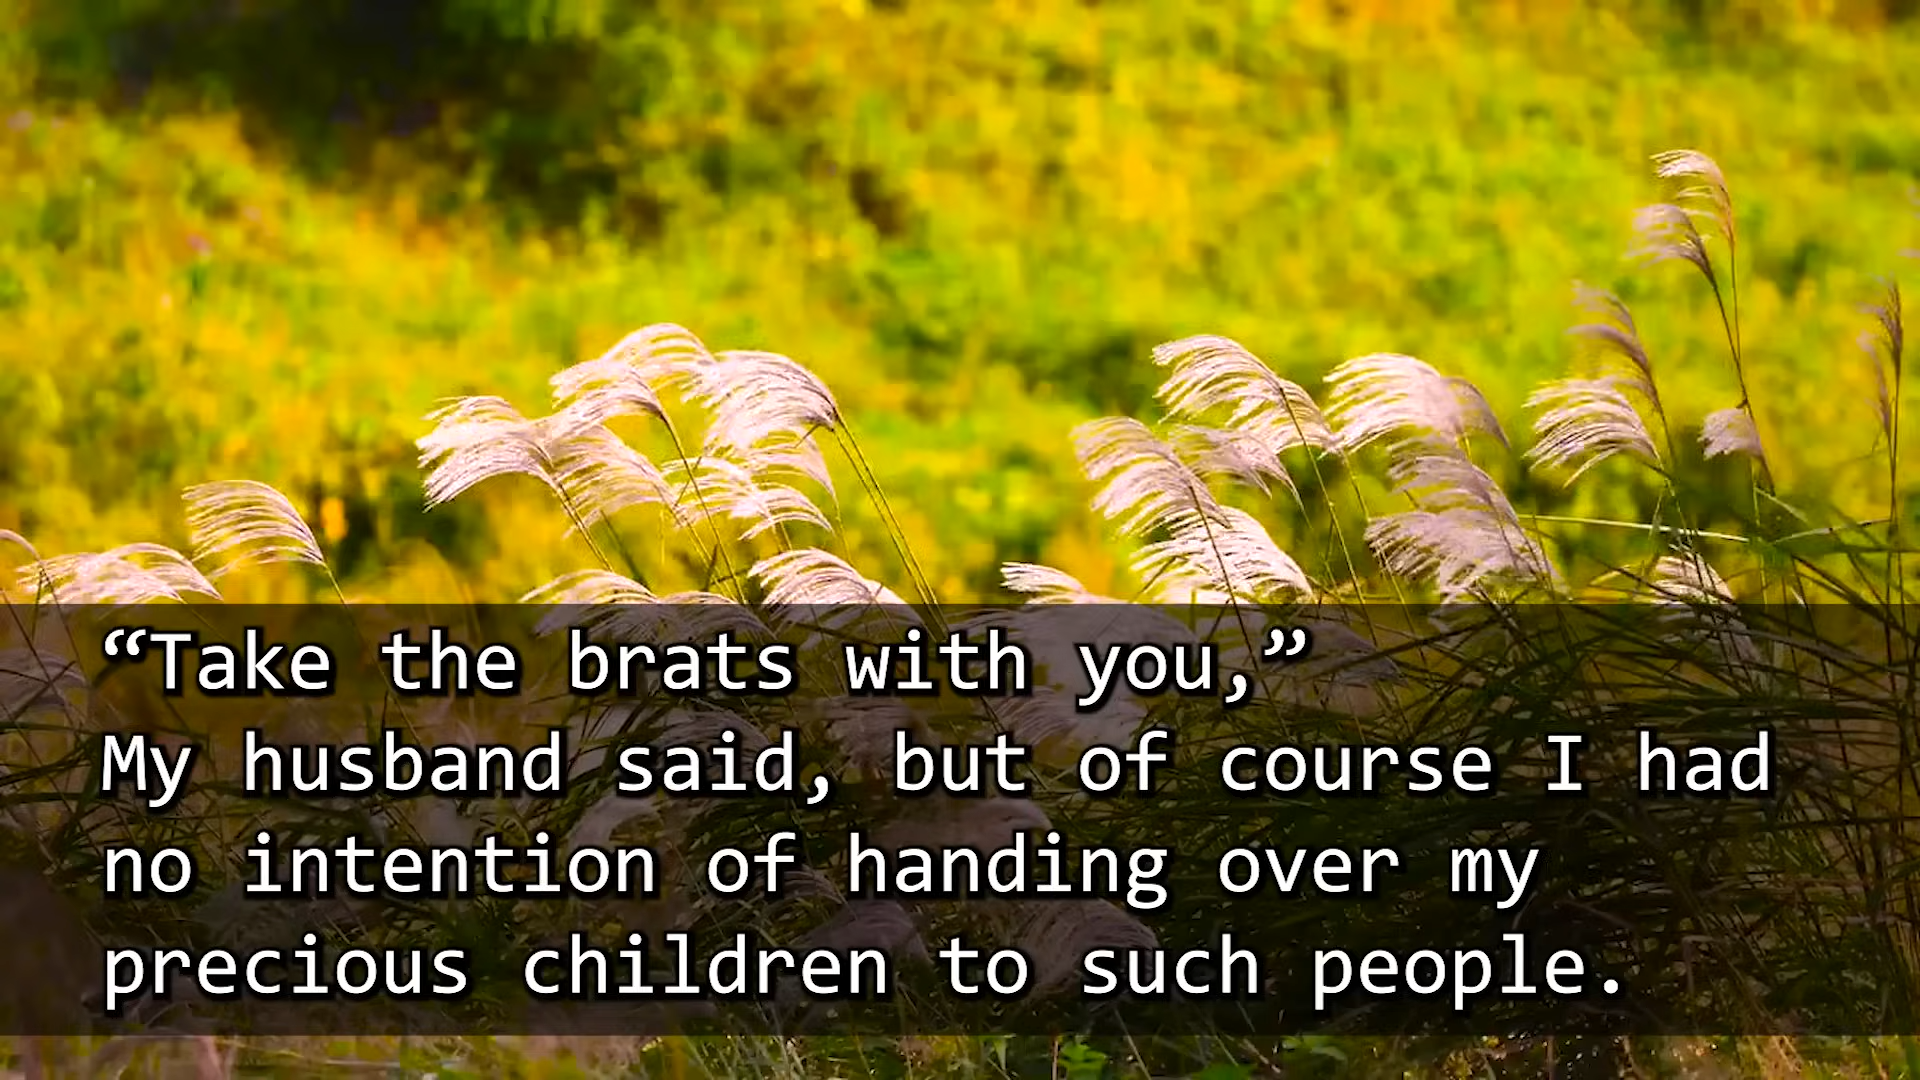 “Take the brats with you,”
My husband said, but of course I had
no intention of handing over my
precious children to such people.